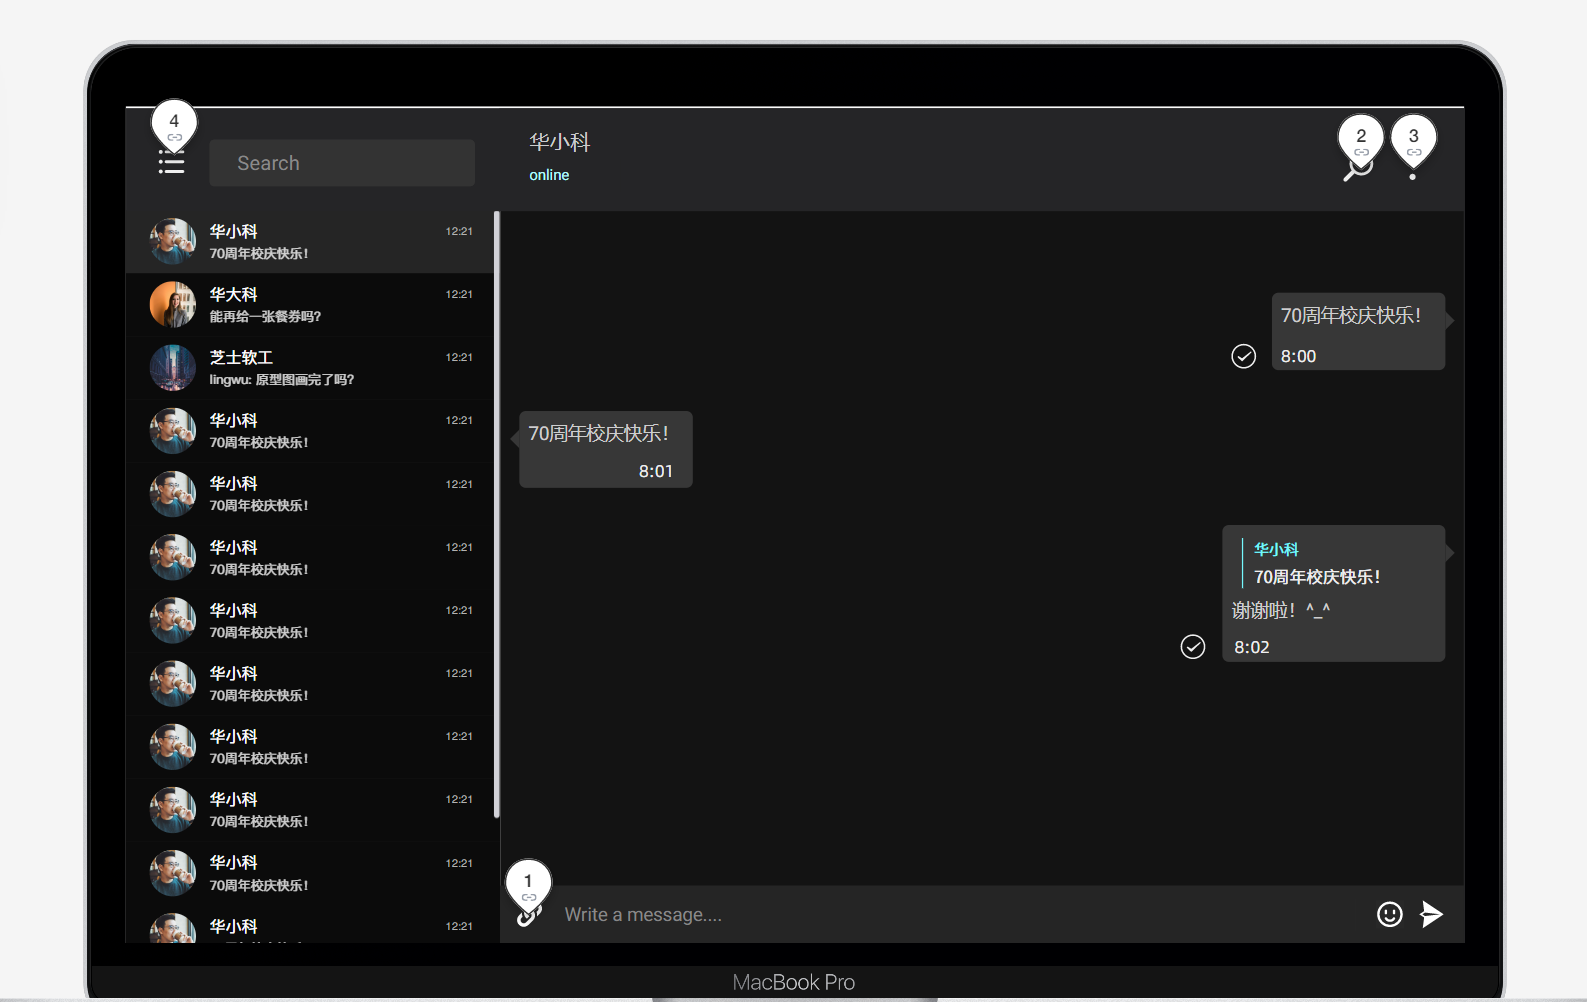 4
Search
华小科
online
2
3
华小科
12:21
70周年校庆快乐！
华大科
12:21
能再给一张餐券吗？
芝士软工
12:21
lingwu: 原型图画完了吗？
华小科
12:21
70周年校庆快乐！
华小科
12:21
70周年校庆快乐！
华小科
12:21
70周年校庆快乐！
华小科
12:21
70周年校庆快乐！
华小科
12:21
70周年校庆快乐！
华小科
12:21
70周年校庆快乐！
华小科
12:21
70周年校庆快乐！
华小科
12:21
70周年校庆快乐！
华小科
12:21
70周年校庆快乐！
8:00
70周年校庆快乐！
8:01
华小科
70周年校庆快乐！
谢谢啦！^_^
8:02
1
Write a message....
MacBook Pro